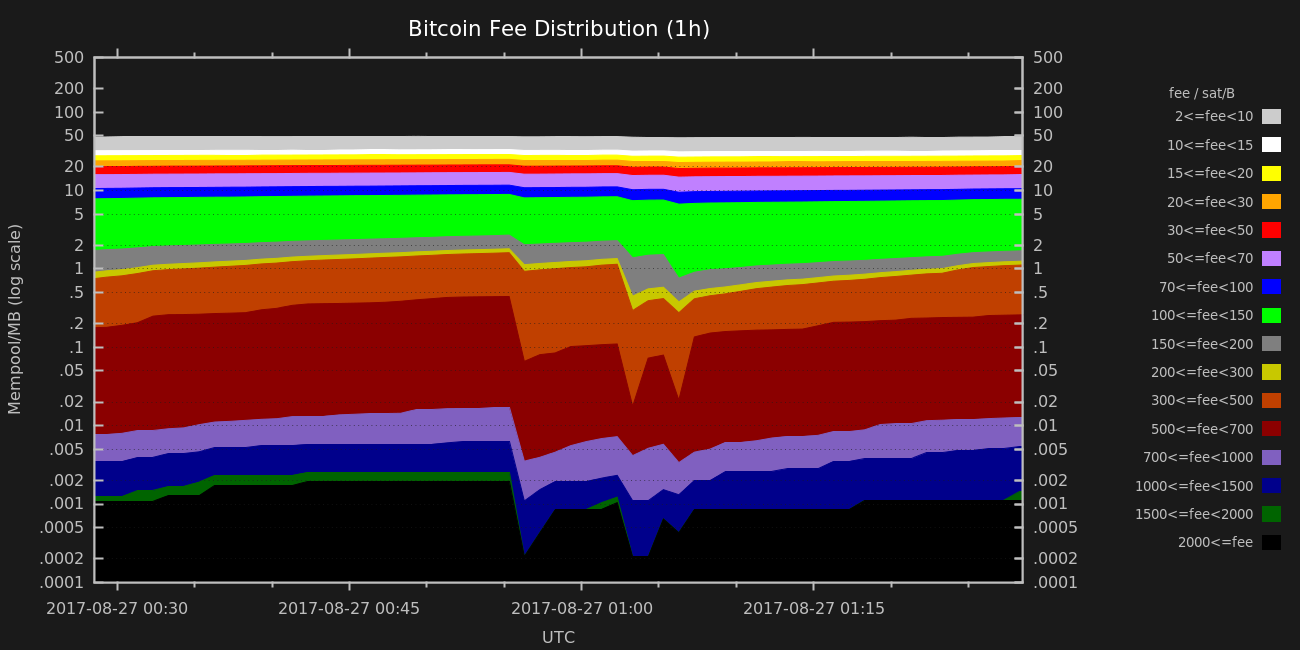 Bitcoin Fee Distribution (1h)
500 500
200 200
100 100
50 50
20 20
10 10
5 5
2 2
1 1
.5 .5
.2 .2
.1 .1
.05 .05
.02 .02
.01 .01
.005 .005
.002 .002
.001 .001
.0005 .0005
.0002 .0002
.0001 .0001
Mempool/MB (log scale)
2017-08-27 00:30 2017-08-27 00:45 2017-08-27 01:00 2017-08-27 01:15
UTC
fee / sat/B
2<=fee<10
10<=fee<15
15<=fee<20
20<=fee<30
30<=fee<50
50<=fee<70
70<=fee<100
100<=fee<150
150<=fee<200
200<=fee<300
300<=fee<500
500<=fee<700
700<=fee<1000
1000<=fee<1500
1500<=fee<2000
2000<=fee